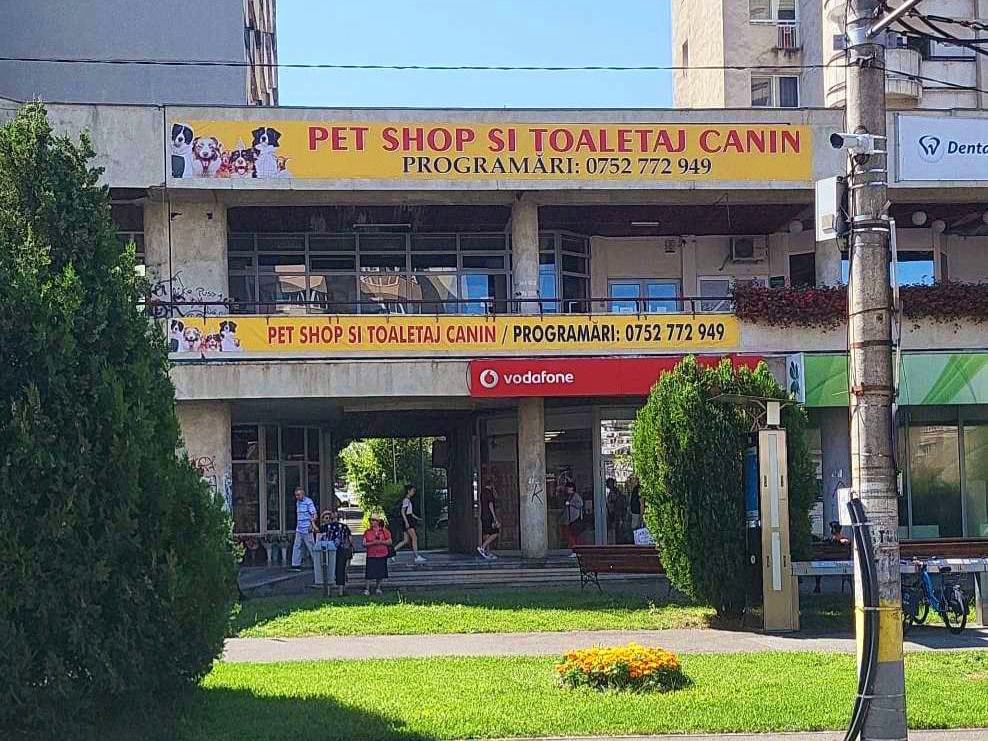 PET SHOP SI TOALETAJ CANIN
PROGRAMĂRI: 0752 772 949
Denta
PET SHOP SI TOALETAJ CANIN / PROGRAMĂRI: 0752 772 949
vodafone